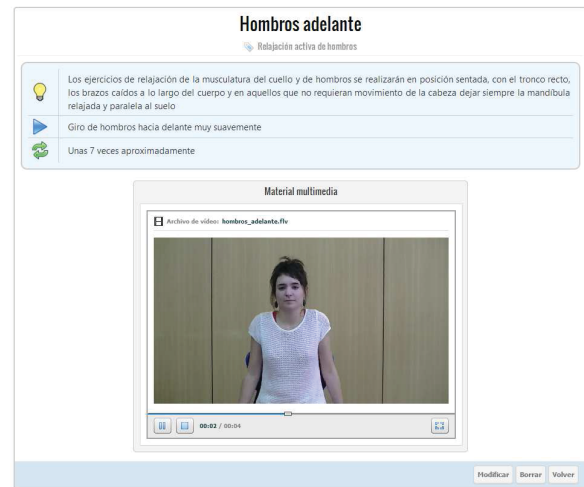 Hombros adelante
Relajación activa de hombros
Los ejercicios de relajación de la musculatura del cuello y de hombros se realizarán en posición sentada, con el tronco recto,
los brazos caídos a lo largo del cuerpo y en aquellos que no requieran movimiento de la cabeza dejar siempre la mandíbula
relajada y paralela al suelo
Giro de hombros hacia delante muy suavemente
Unas 7 veces aproximadamente
Material multimedia
Archivo de vídeo: hombros_adelante.flv
00:02 / 00:04
Modificar Borrar Volver